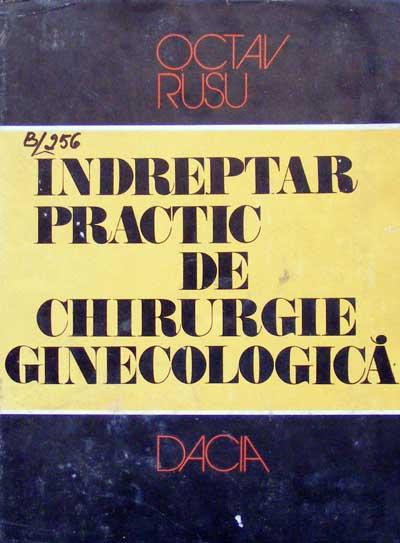 OCTAV
RUSU
B/256
INDREPTAR
PRACTIC
DE
CHIRURGIE
GINECOLOGICĂ
DACIA